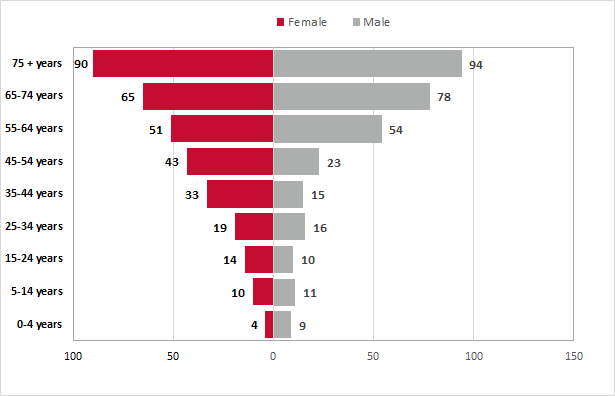 Female Male
75 + years 90 94
65-74 years 65 78
55-64 years 51 54
45-54 years 43 23
35-44 years 33 15
25-34 years 19 16
15-24 years 14 10
5-14 years 10 11
0-4 years 4 9
100 50 0 50 100 150